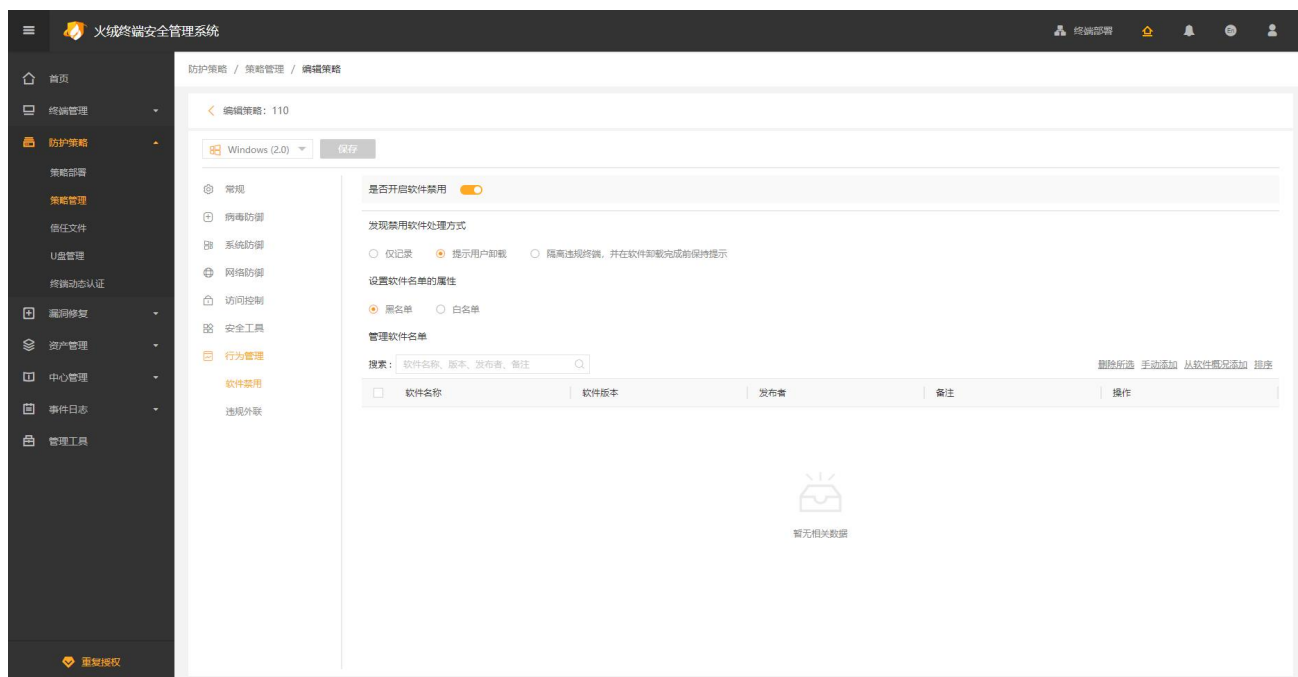 火绒终端安全管理系统
终端部署
首页
终端管理
防护策略
策略部署
策略管理
信任文件
U盘管理
终端动态认证
漏洞修复
资产管理
中心管理
事件日志
管理工具
重复授权
防护策略 / 策略管理 / 编辑策略
编辑策略：110
Windows (2.0) 保存
常规
病毒防御
系统防御
网络防御
访问控制
安全工具
行为管理
软件禁用
违规外联
是否开启软件禁用
发现禁用软件处理方式
仅记录 提示用户卸载 隔离违规终端，并在软件卸载完成前保持提示
设置软件名单的属性
黑名单 白名单
管理软件名单
搜索： 软件名称、版本、发布者、备注 删除所选 手动添加 从软件概况添加 排序
软件名称 软件版本 发布者 备注 操作
暂无相关数据